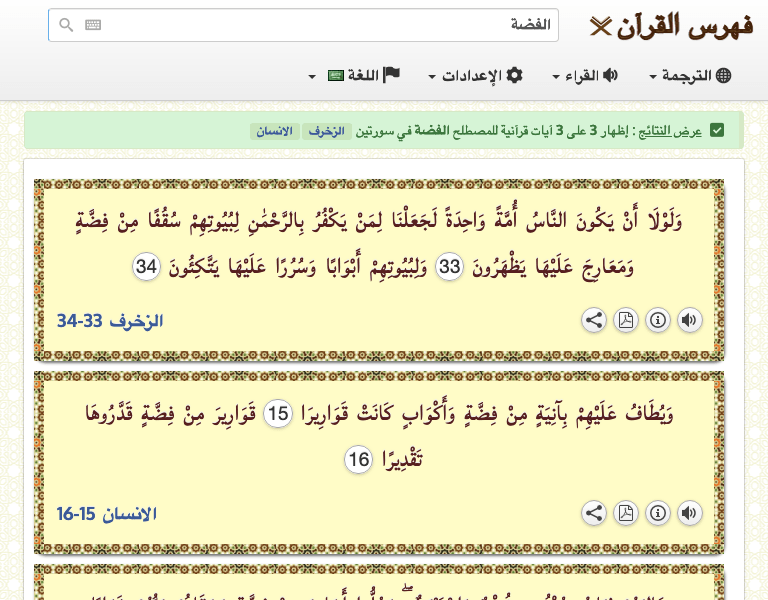 فهرس القرآن
الفضة
الترجمة القراء الإعدادات اللغة
عرض النتائج : إظهار 3 على 3 آيات قرآنية للمصطلح الفضة في سورتين الزخرف الانسان
وَلَوْلَا أَنْ يَكُونَ النَّاسُ أُمَّةً وَاحِدَةً لَجَعَلْنَا لِمَنْ يَكْفُرُ بِالرَّحْمَٰنِ لِبُيُوتِهِمْ سُقُفًا مِنْ فِضَّةٍ
وَمَعَارِجَ عَلَيْهَا يَظْهَرُونَ 33 وَلِبُيُوتِهِمْ أَبْوَابًا وَسُرُرًا عَلَيْهَا يَتَّكِئُونَ 34
الزخرف 33-34
وَيُطَافُ عَلَيْهِمْ بِآنِيَةٍ مِنْ فِضَّةٍ وَأَكْوَابٍ كَانَتْ قَوَارِيرَا 15 قَوَارِيرَ مِنْ فِضَّةٍ قَدَّرُوهَا
تَقْدِيرًا 16
الانسان 15-16